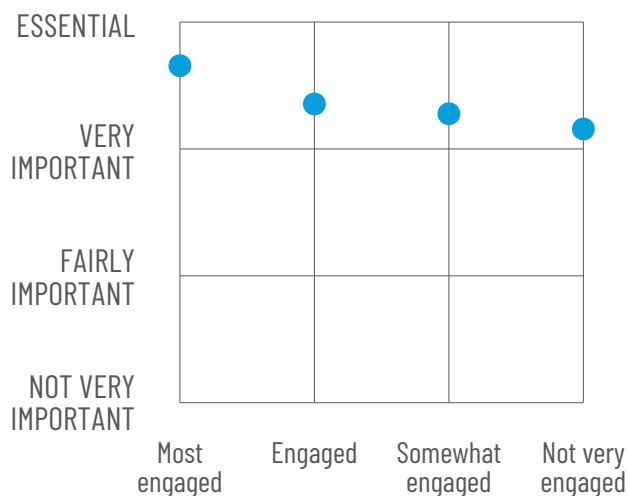 ESSENTIAL
VERY
IMPORTANT
FAIRLY
IMPORTANT
NOT VERY
IMPORTANT
Most
engaged
Engaged
Somewhat
engaged
Not very
engaged